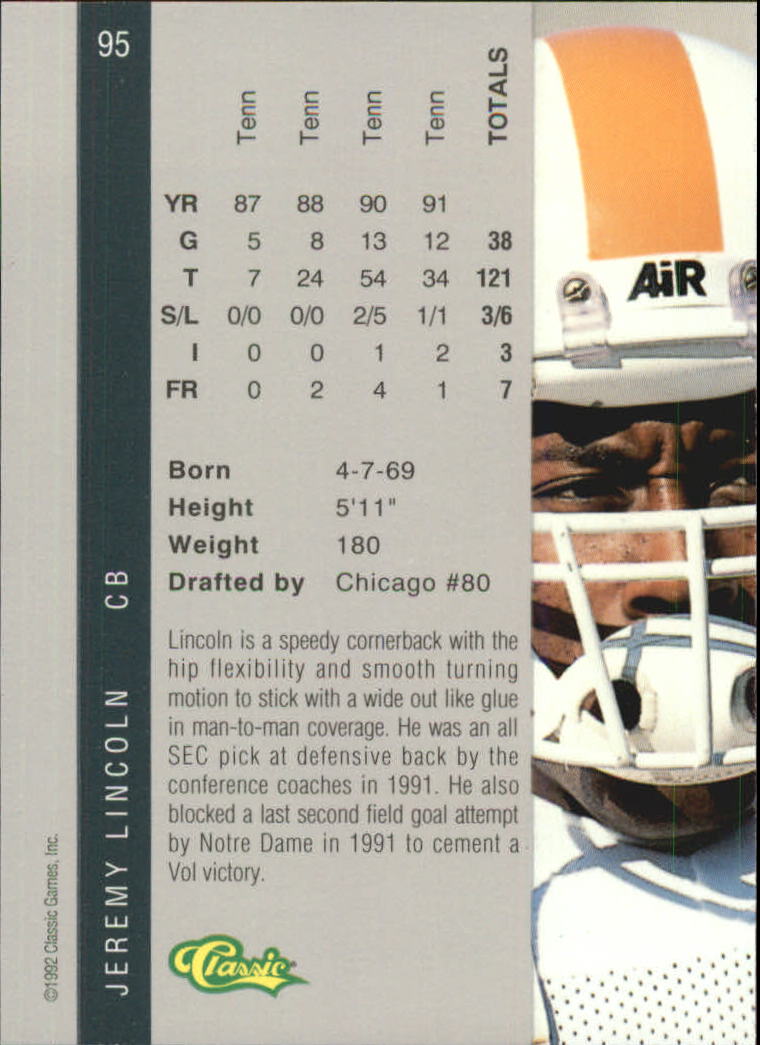 95
Tenn Tenn Tenn Tenn TOTALS
YR 87 88 90 91
G 5 8 13 12 38
T 7 24 54 34 121
S/L 0/0 0/0 2/5 1/1 3/6
I 0 0 1 2 3
FR 0 2 4 1 7
Born 4-7-69
Height 5'11"
Weight 180
Drafted by Chicago #80
Lincoln is a speedy cornerback with the
hip flexibility and smooth turning
motion to stick with a wide out like glue
in man-to-man coverage. He was an all
SEC pick at defensive back by the
conference coaches in 1991. He also
blocked a last second field goal attempt
by Notre Dame in 1991 to cement a
Vol victory.
Classic
JEREMY LINCOLN CB
©1992 Classic Games, Inc.
AiR